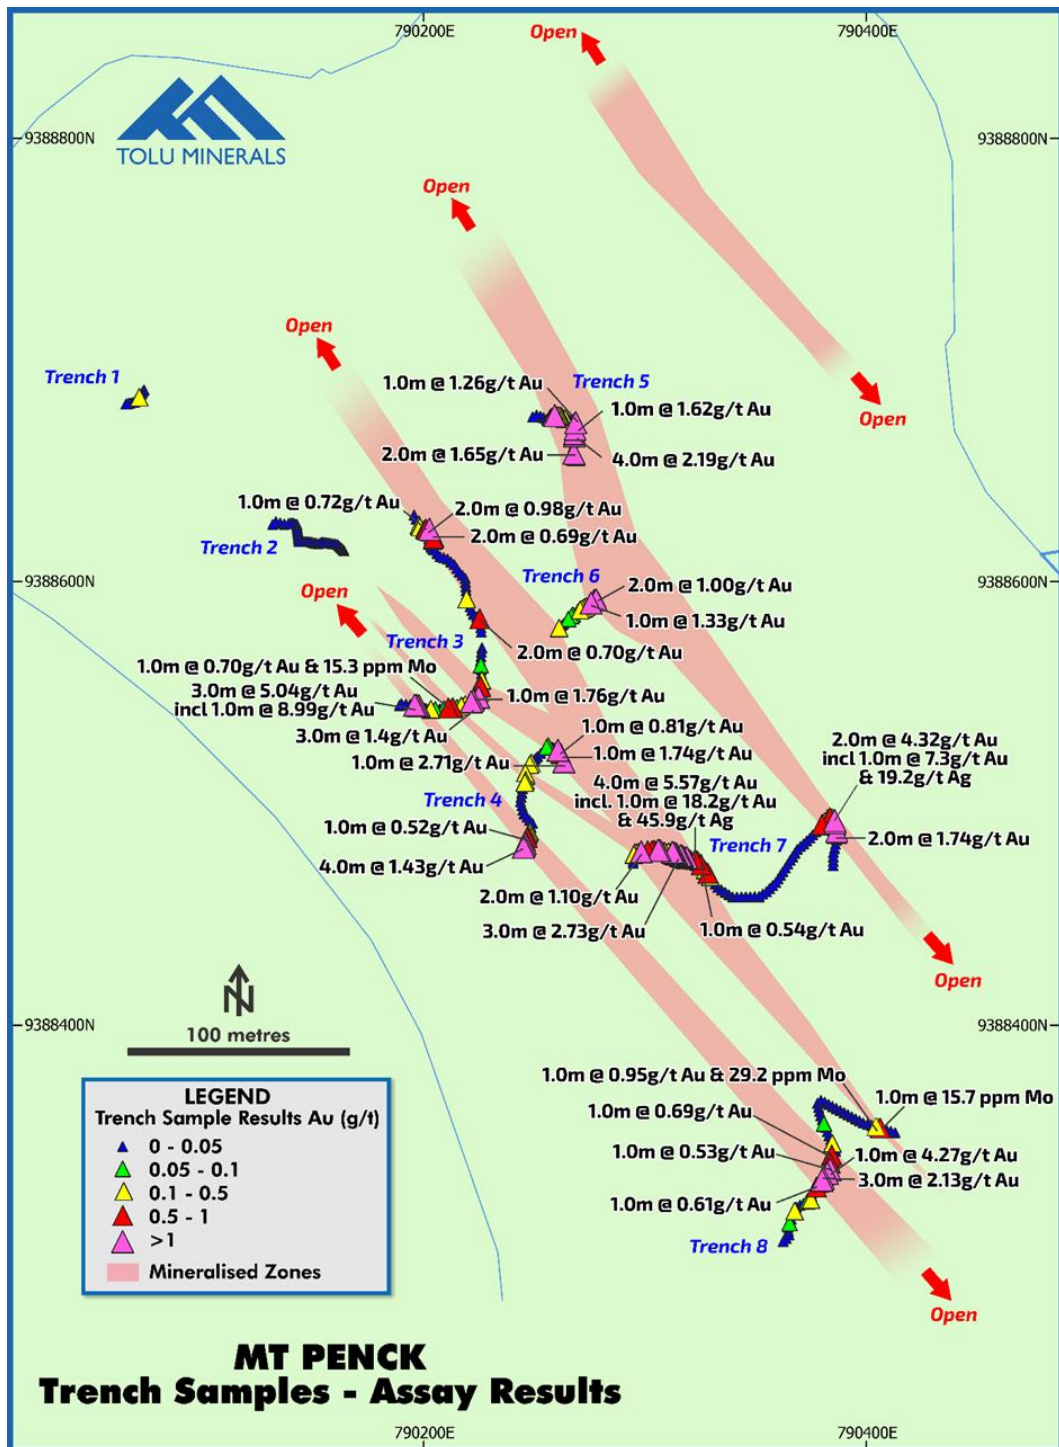 790200E
790400E
Open
9388800N
9388800N
TOLU MINERALS
Open
Open
Trench 1
1.0m @ 1.26g/t Au
Trench 5
1.0m @ 1.62g/t Au
Open
2.0m @ 1.65g/t Au
4.0m @ 2.19g/t Au
1.0m @ 0.72g/t Au
2.0m @ 0.98g/t Au
2.0m @ 0.69g/t Au
Trench 2
9388600N
9388600N
Trench 6
2.0m @ 1.00g/t Au
Open
1.0m @ 1.33g/t Au
Trench 3
2.0m @ 0.70g/t Au
1.0m @ 0.70g/t Au & 15.3 ppm Mo
3.0m @ 5.04g/t Au
incl 1.0m @ 8.99g/t Au
1.0m @ 1.76g/t Au
3.0m @ 1.4g/t Au
1.0m @ 0.81g/t Au
1.0m @ 1.74g/t Au
1.0m @ 2.71g/t Au
2.0m @ 4.32g/t Au
incl 1.0m @ 7.3g/t Au
& 19.2g/t Ag
4.0m @ 5.57g/t Au
incl. 1.0m @ 18.2g/t Au
& 45.9g/t Ag
Trench 4
1.0m @ 0.52g/t Au
Trench 7
2.0m @ 1.74g/t Au
4.0m @ 1.43g/t Au
2.0m @ 1.10g/t Au
3.0m @ 2.73g/t Au
1.0m @ 0.54g/t Au
Open
N
9388400N
9388400N
100 metres
1.0m @ 0.95g/t Au & 29.2 ppm Mo
1.0m @ 15.7 ppm Mo
1.0m @ 0.69g/t Au
1.0m @ 0.53g/t Au
1.0m @ 4.27g/t Au
3.0m @ 2.13g/t Au
1.0m @ 0.61g/t Au
Trench 8
Open
LEGEND
Trench Sample Results Au (g/t)
0 - 0.05
0.05 - 0.1
0.1 - 0.5
0.5 - 1
>1
Mineralised Zones
MT PENCK
Trench Samples - Assay Results
790200E
790400E